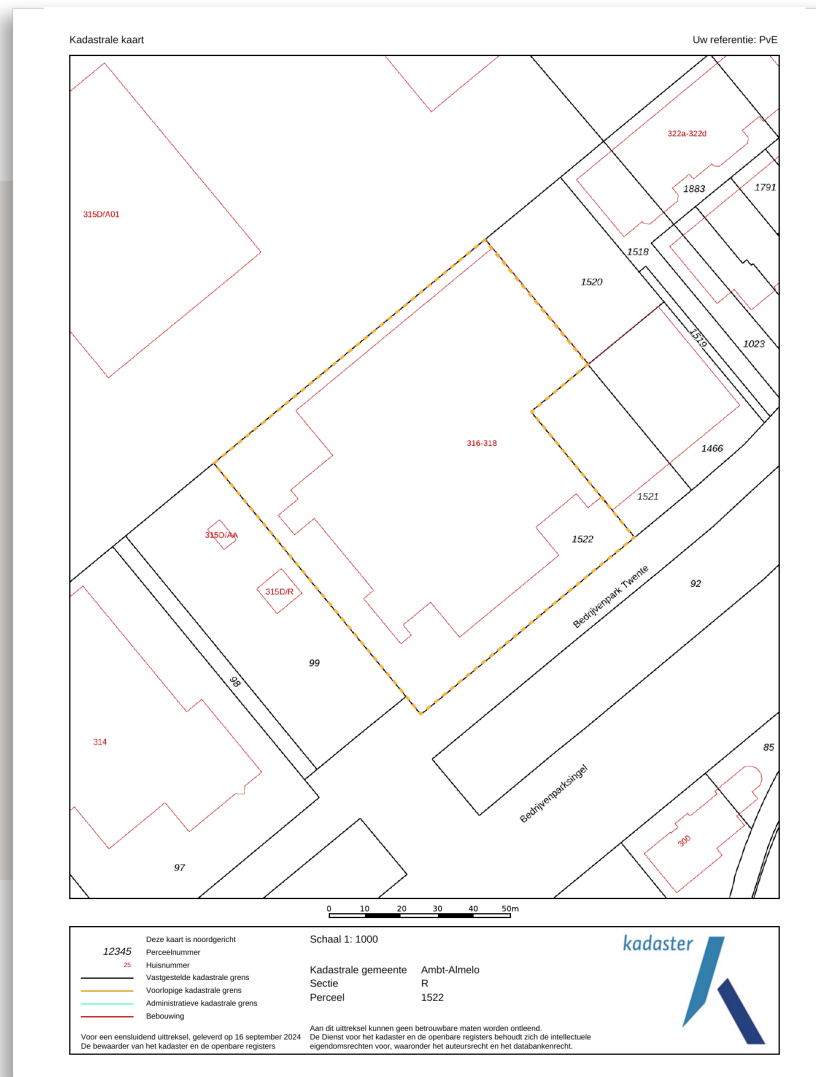 Kadastrale kaart
Uw referentie: PvE
322a-322d
1883
1791
315D/A01
1518
1520
1519
1023
316-318
1466
1521
315D/AA
1522
Bedrijvenpark Twente
92
315D/R
99
98
314
85
Bedrijvenparksingel
300
97
0 10 20 30 40 50m
Deze kaart is noordgericht
12345 Perceelnummer
25 Huisnummer
Vastgestelde kadastrale grens
Voorlopige kadastrale grens
Administratieve kadastrale grens
Bebouwing
Voor een eensluidend uittreksel, geleverd op 16 september 2024
De bewaarder van het kadaster en de openbare registers
Schaal 1: 1000
Kadastrale gemeente Ambt-Almelo
Sectie R
Perceel 1522
Aan dit uittreksel kunnen geen betrouwbare maten worden ontleend.
De Dienst voor het kadaster en de openbare registers behoudt zich de intellectuele
eigendomsrechten voor, waaronder het auteursrecht en het databankenrecht.
kadaster